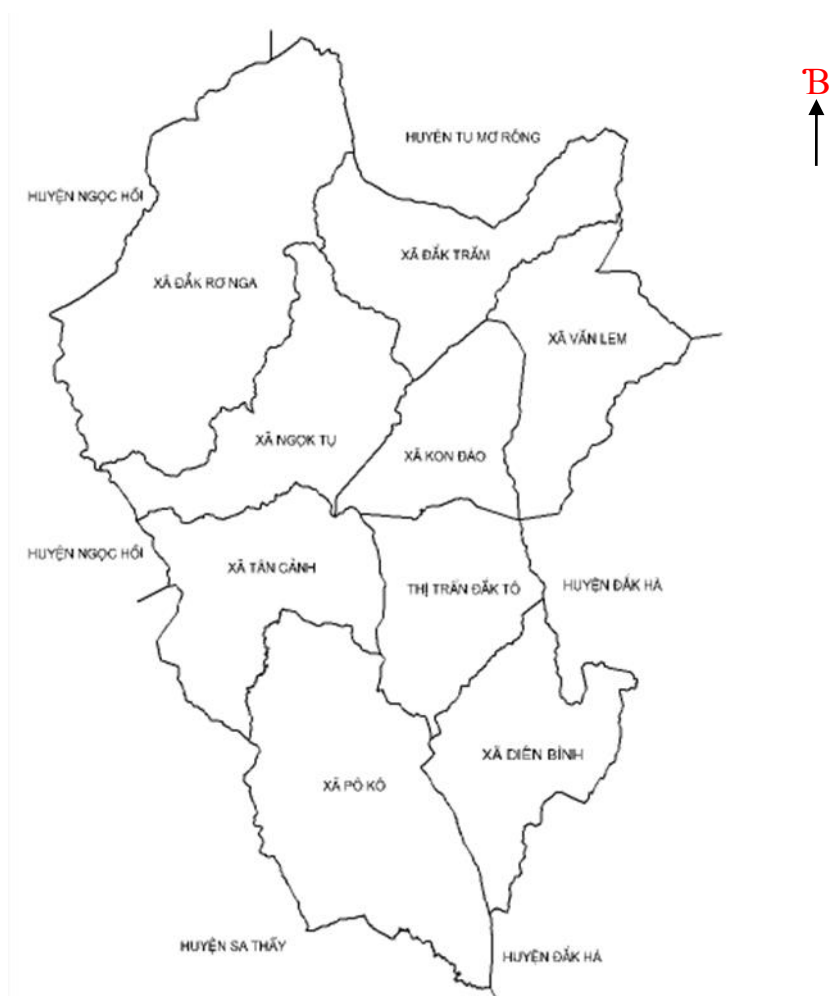 B
HUYỆN TU MƠ RÔNG
HUYỆN NGỌC HỒI
XÃ ĐẮK TRĂM
XÃ ĐẮK RƠ NGA
XÃ VĂN LEM
XÃ NGỌK TỤ
XÃ KON ĐÀO
HUYỆN NGỌC HỒI
XÃ TÂN CẢNH
THỊ TRẤN ĐẮK TÔ
HUYỆN ĐẮK HÀ
XÃ DIÊN BÌNH
XÃ PÔ KÔ
HUYỆN SA THẦY
HUYỆN ĐẮK HÀ